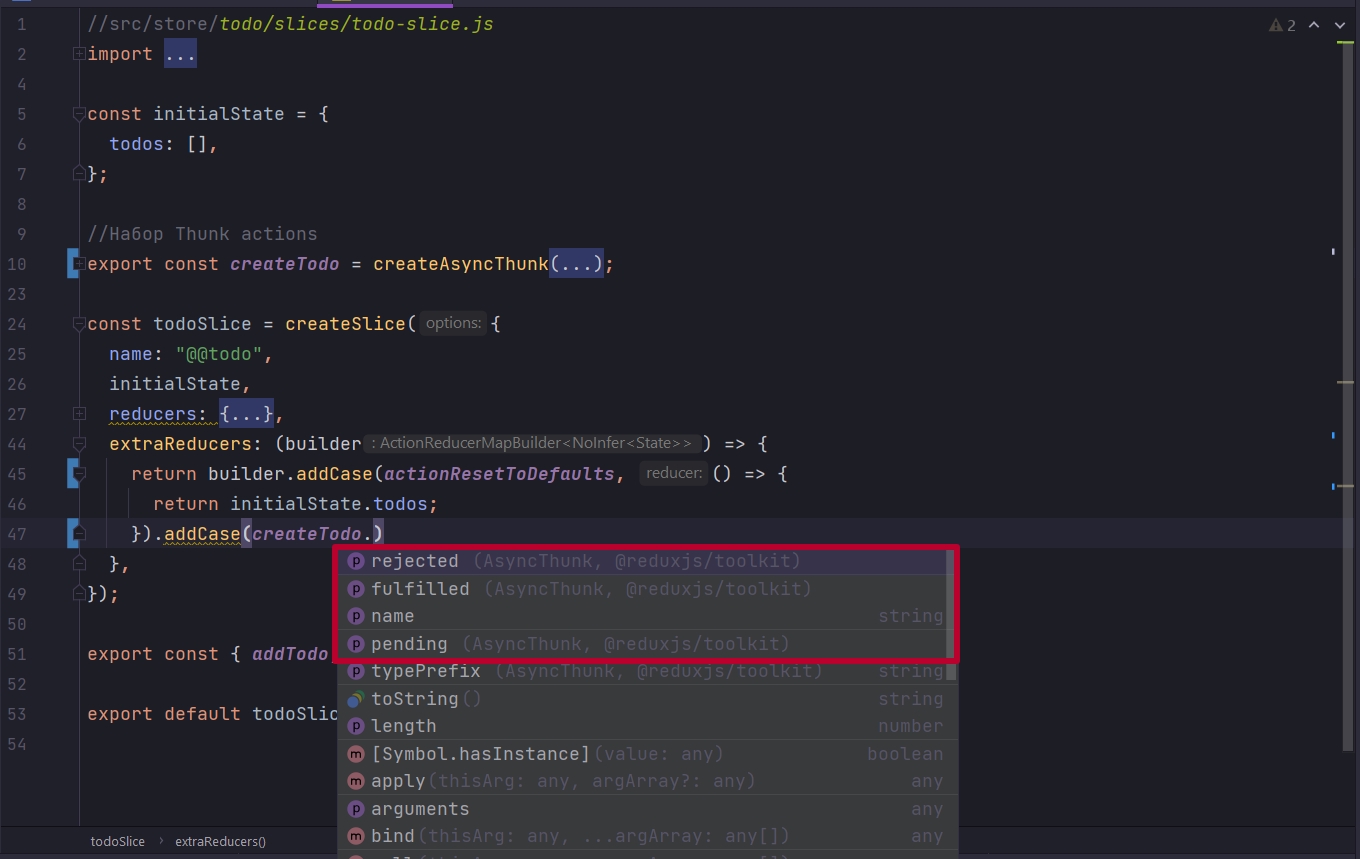 1 //src/store/todo/slices/todo-slice.js
2 2 import ...
4
5 const initialState = {
6 todos: [],
7 };
8
9 //Набор Thunk actions
10 export const createTodo = createAsyncThunk(...);
23
24 const todoSlice = createSlice( options: {
25 name: "@@todo",
26 initialState,
27 reducers: {...},
44 extraReducers: (builder : ActionReducerMapBuilder<NoInfer<State>> ) => {
45 return builder.addCase(actionResetToDefaults, reducer: () => {
46 return initialState.todos;
47 }).addCase(createTodo.)
rejected (AsyncThunk, @reduxjs/toolkit)
48 },
fulfilled (AsyncThunk, @reduxjs/toolkit)
49 });
name string
50
pending (AsyncThunk, @reduxjs/toolkit)
51 export const { addTodo
typePrefix (AsyncThunk, @reduxjs/toolkit) string
52
toString() string
53 export default todoSlic
length number
54
[Symbol.hasInstance](value: any) boolean
apply(thisArg: any, argArray?: any) any
arguments any
bind(thisArg: any, ...argArray: any[]) any
todoSlice › extraReducers()